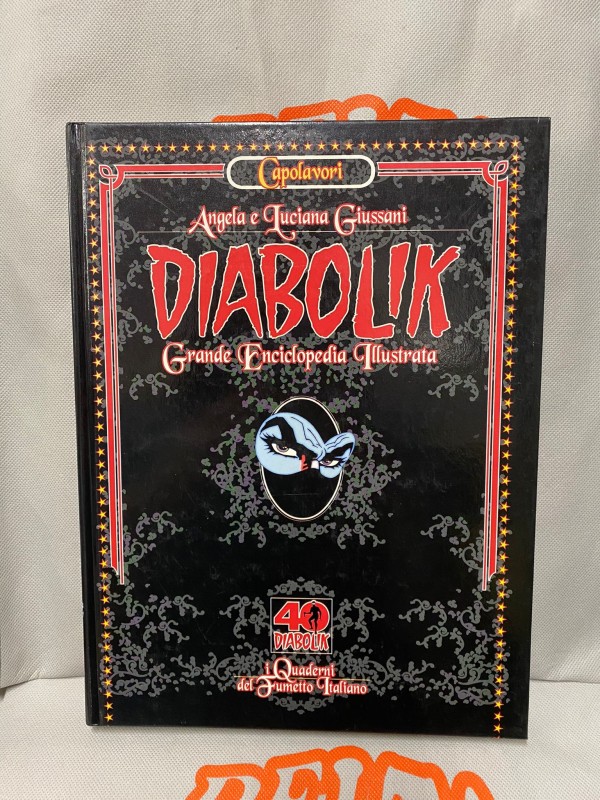 Capolavori
Angela e Luciana Giussani
DIABOLIK
Grande Enciclopedia Illustrata
40
DIABOLIK
i Quaderni
del Fumetto Italiano